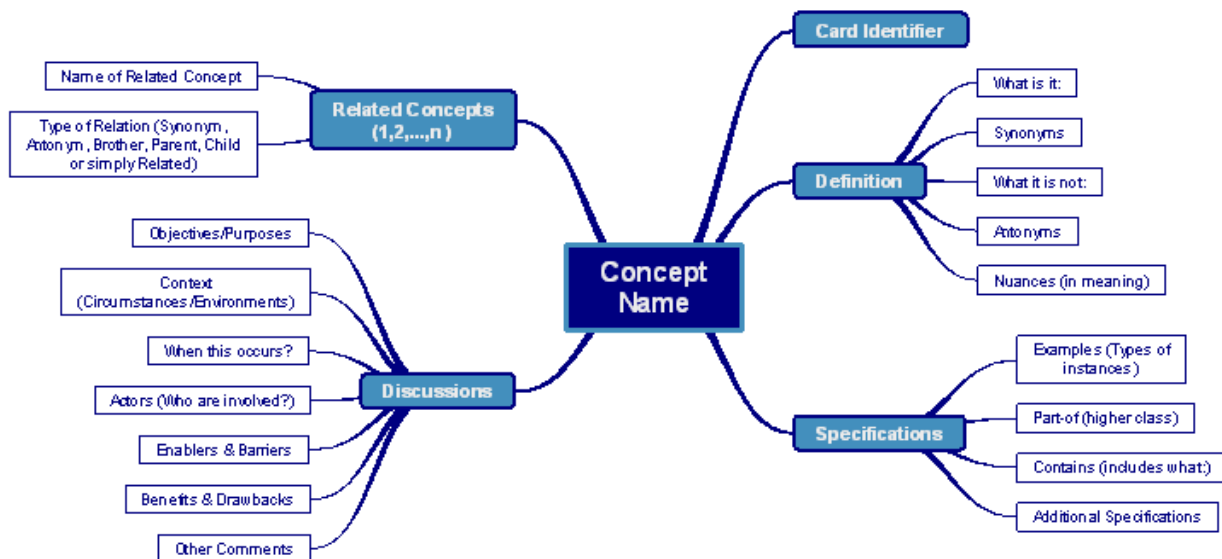 Card Identifier
Name of Related Concept
Related Concepts
(1,2,...,n )
Type of Relation (Synonym ,
Antonym , Brother, Parent, Child
or simply Related)
What is it:
Synonyms
Definition
What it is not:
Antonyms
Nuances (in meaning)
Concept
Name
Objectives/Purposes
Context
(Circumstances/Environments)
When this occurs?
Discussions
Actors (Who are involved?)
Enablers & Barriers
Benefits & Drawbacks
Other Comments
Examples (Types of
instances )
Part-of (higher class)
Specifications
Contains (includes what:)
Additional Specifications